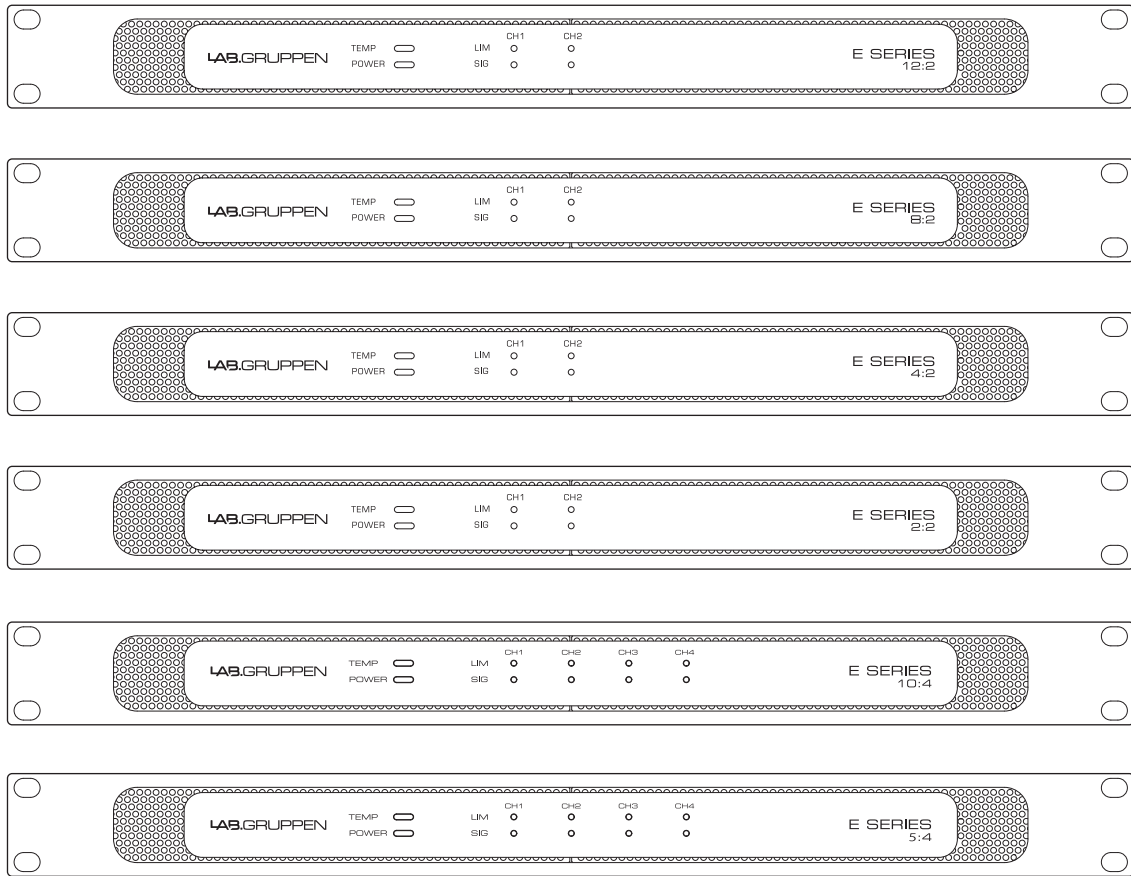 CH1 CH2
LAB.GRUPPEN TEMP LIM E SERIES
POWER SIG 12:2
CH1 CH2
LAB.GRUPPEN TEMP LIM E SERIES
POWER SIG 8:2
CH1 CH2
LAB.GRUPPEN TEMP LIM E SERIES
POWER SIG 4:2
CH1 CH2
LAB.GRUPPEN TEMP LIM E SERIES
POWER SIG 2:2
CH1 CH2 CH3 CH4
LAB.GRUPPEN TEMP LIM E SERIES
POWER SIG 10:4
CH1 CH2 CH3 CH4
LAB.GRUPPEN TEMP LIM E SERIES
POWER SIG 5:4